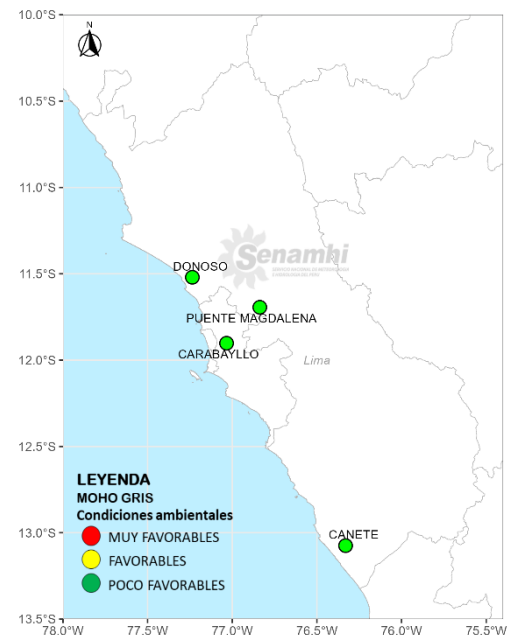 10.0°S
N
10.5°S
11.0°S
Senamhi
11.5°S
DONOSO
PUENTE MAGDALENA
CARABAYLLO
12.0°S
Lima
12.5°S
LEYENDA
MOHO GRIS
Condiciones ambientales
MUY FAVORABLES
FAVORABLES
POCO FAVORABLES
13.0°S
CANETE
13.5°S
78.0°W 77.5°W 77.0°W 76.5°W 76.0°W 75.5°W